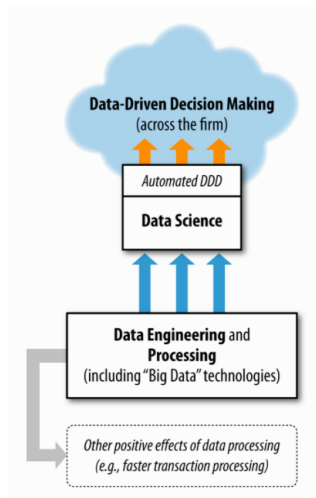 Data-Driven Decision Making
(across the firm)
Automated DDD
Data Science
Data Engineering and
Processing
(including “Big Data” technologies)
Other positive effects of data processing
(e.g., faster transaction processing)